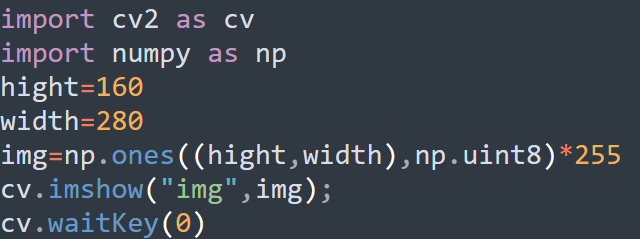 import cv2 as cv
import numpy as np
hight=160
width=280
img=np.ones((hight,width),np.uint8)*255
cv.imshow("img",img);
cv.waitKey(0)